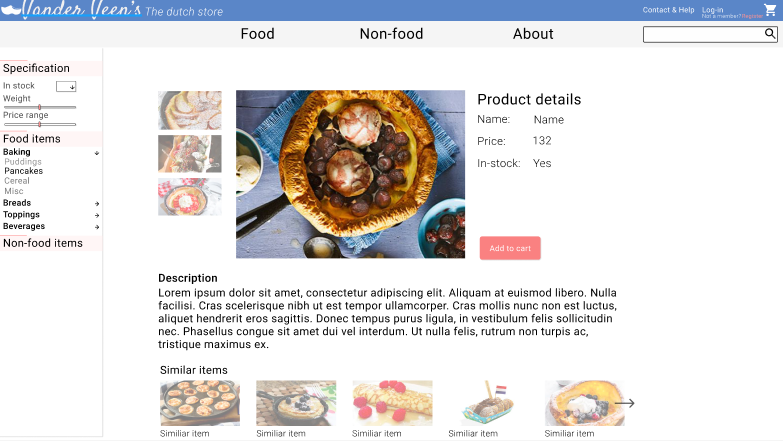 Vander Veen's The dutch store
Contact & Help Log-in
Not a member? Register
Food Non-food About
Specification
In stock
Weight
Price range
Food items
Baking
Puddings
Pancakes
Cereal
Misc
Breads
Toppings
Beverages
Non-food items
Product details
Name: Name
Price: 132
In-stock: Yes
Add to cart
Description
Lorem ipsum dolor sit amet, consectetur adipiscing elit. Aliquam at euismod libero. Nulla
facilisi. Cras scelerisque nibh ut est tempor ullamcorper. Cras mollis nunc non est luctus,
aliquet hendrerit eros sagittis. Donec tempus purus ligula, in vestibulum felis sollicitudin
nec. Phasellus congue sit amet dui vel interdum. Ut nulla felis, rutrum non turpis ac,
tristique maximus ex.
Similar items
Similiar item Similiar item Similiar item Similiar item Similiar item